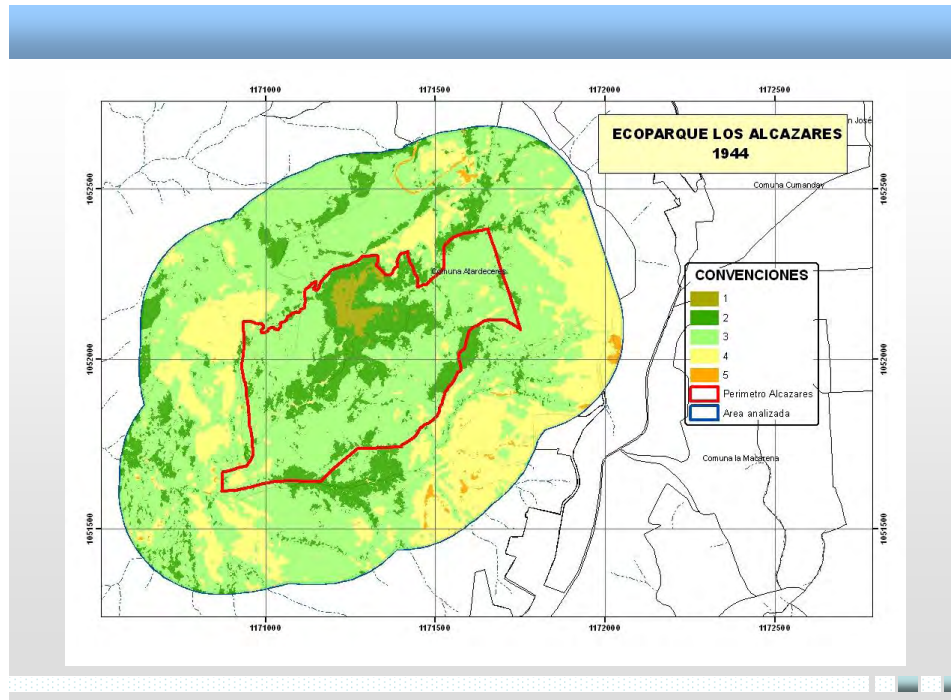 1171000 1171500 1172000 1172500
ECOPARQUE LOS ALCAZARES
1944
n José
Comuna Cumanday
1052500
1052500
Comuna Atardeceres
CONVENCIONES
1
2
3
4
5
Perimetro Alcazares
Area analizada
1052000
1052000
Comuna la Macarena
1051500
1051500
1171000 1171500 1172000 1172500